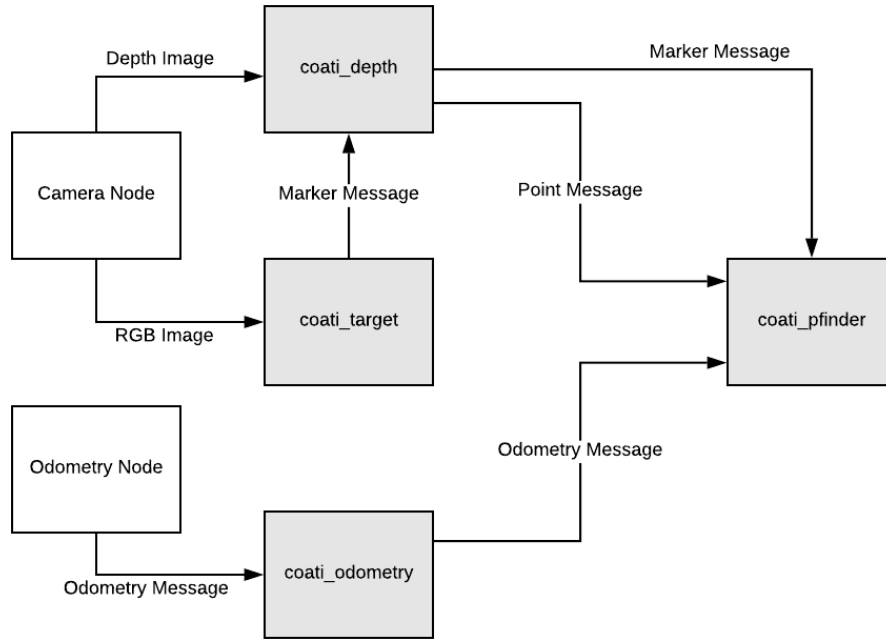 Depth Image
coati_depth
Marker Message
Camera Node
Marker Message
Point Message
RGB Image
coati_target
coati_pfinder
Odometry Node
Odometry Message
Odometry Message
coati_odometry